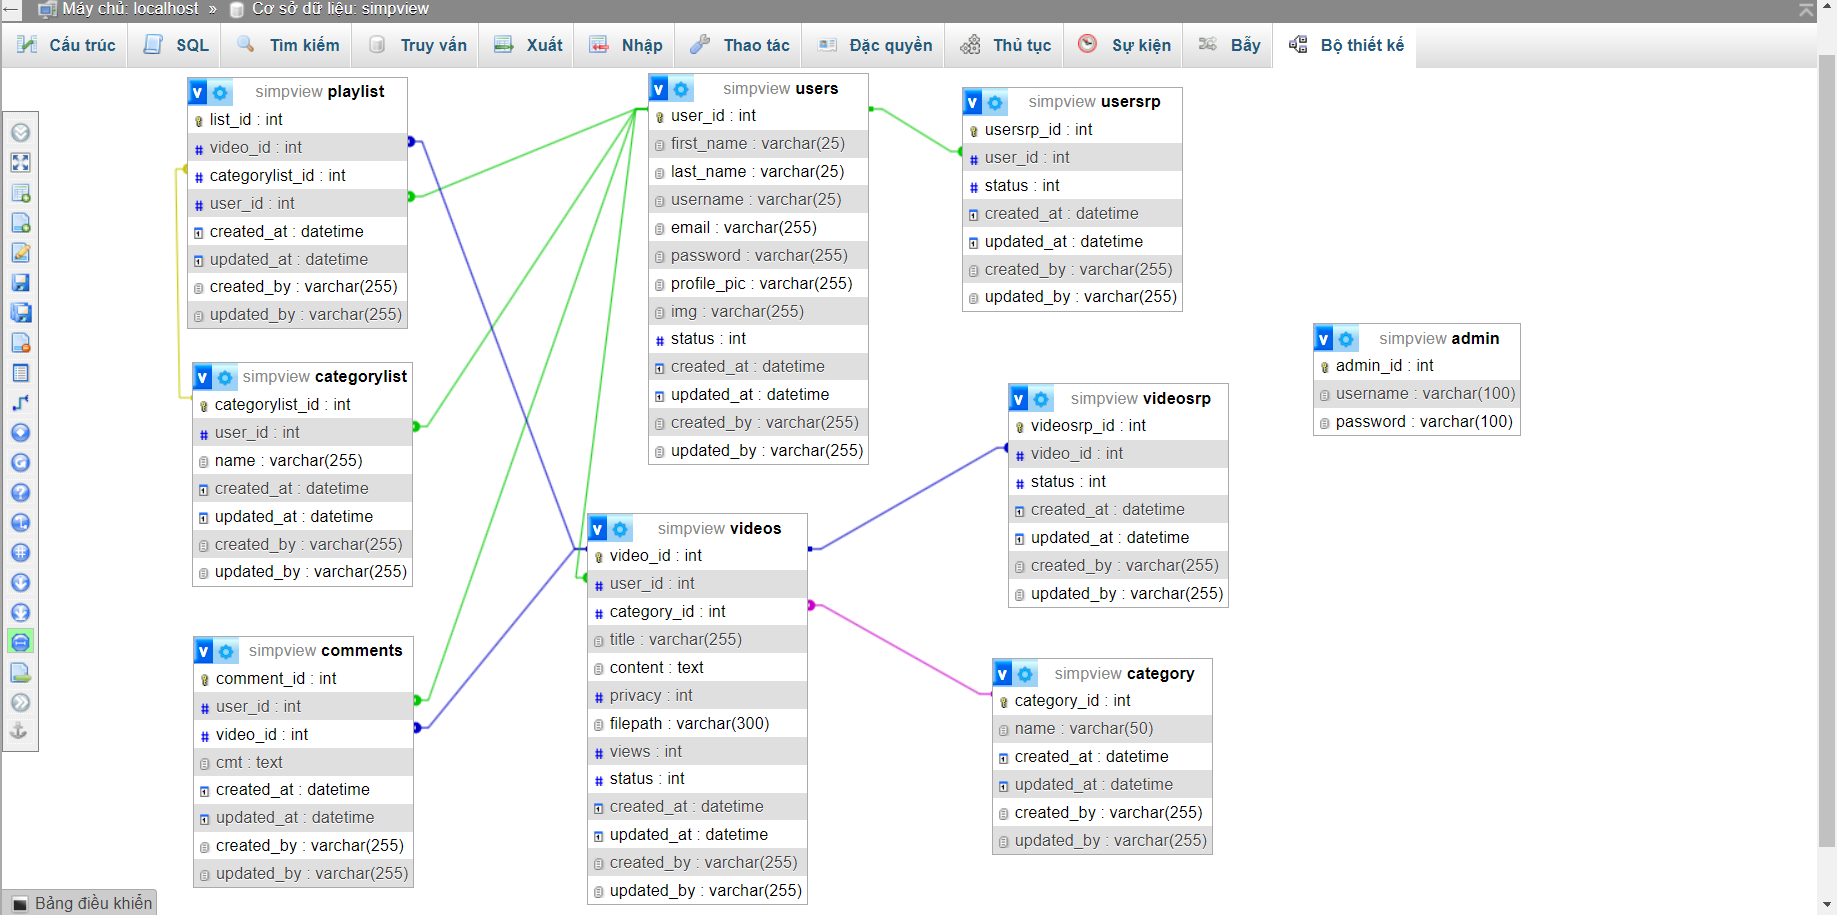 Máy chủ: localhost » Cơ sở dữ liệu: simpview
Cấu trúc SQL Tìm kiếm Truy vấn Xuất Nhập Thao tác Đặc quyền Thủ tục Sự kiện Bẫy Bộ thiết kế
simpview playlist
list_id : int
video_id : int
categorylist_id : int
user_id : int
created_at : datetime
updated_at : datetime
created_by : varchar(255)
updated_by : varchar(255)
simpview categorylist
categorylist_id : int
user_id : int
name : varchar(255)
created_at : datetime
updated_at : datetime
created_by : varchar(255)
updated_by : varchar(255)
simpview comments
comment_id : int
user_id : int
video_id : int
cmt : text
created_at : datetime
updated_at : datetime
created_by : varchar(255)
updated_by : varchar(255)
simpview users
user_id : int
first_name : varchar(25)
last_name : varchar(25)
username : varchar(25)
email : varchar(255)
password : varchar(255)
profile_pic : varchar(255)
img : varchar(255)
status : int
created_at : datetime
updated_at : datetime
created_by : varchar(255)
updated_by : varchar(255)
simpview videos
video_id : int
user_id : int
category_id : int
title : varchar(255)
content : text
privacy : int
filepath : varchar(300)
views : int
status : int
created_at : datetime
updated_at : datetime
created_by : varchar(255)
updated_by : varchar(255)
simpview usersrp
usersrp_id : int
user_id : int
status : int
created_at : datetime
updated_at : datetime
created_by : varchar(255)
updated_by : varchar(255)
simpview videosrp
videosrp_id : int
video_id : int
status : int
created_at : datetime
updated_at : datetime
created_by : varchar(255)
updated_by : varchar(255)
simpview category
category_id : int
name : varchar(50)
created_at : datetime
updated_at : datetime
created_by : varchar(255)
updated_by : varchar(255)
simpview admin
admin_id : int
username : varchar(100)
password : varchar(100)
Bảng điều khiển